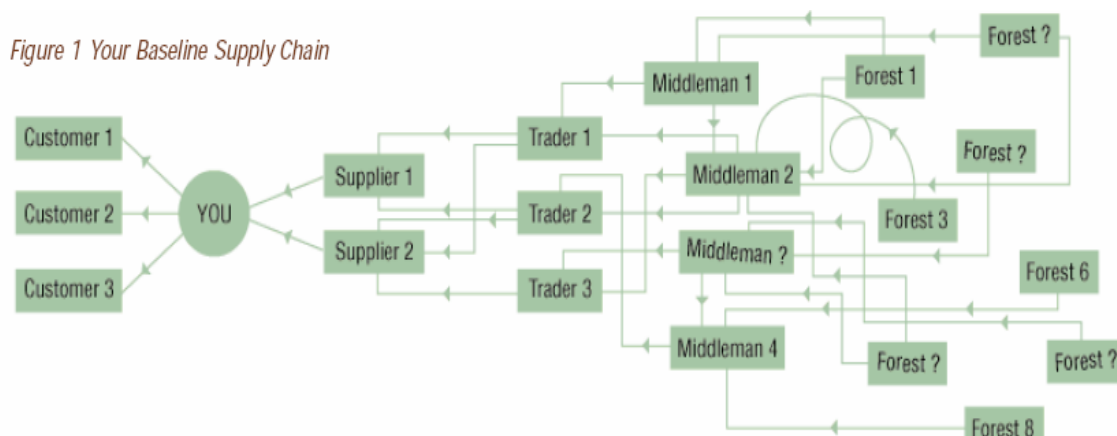 Figure 1 Your Baseline Supply Chain
Forest ?
Middleman 1
Forest 1
Customer 1
Trader 1
Forest ?
Supplier 1
Middleman 2
Customer 2
YOU
Trader 2
Forest 3
Supplier 2
Middleman ?
Customer 3
Trader 3
Forest 6
Middleman 4
Forest ?
Forest ?
Forest 8